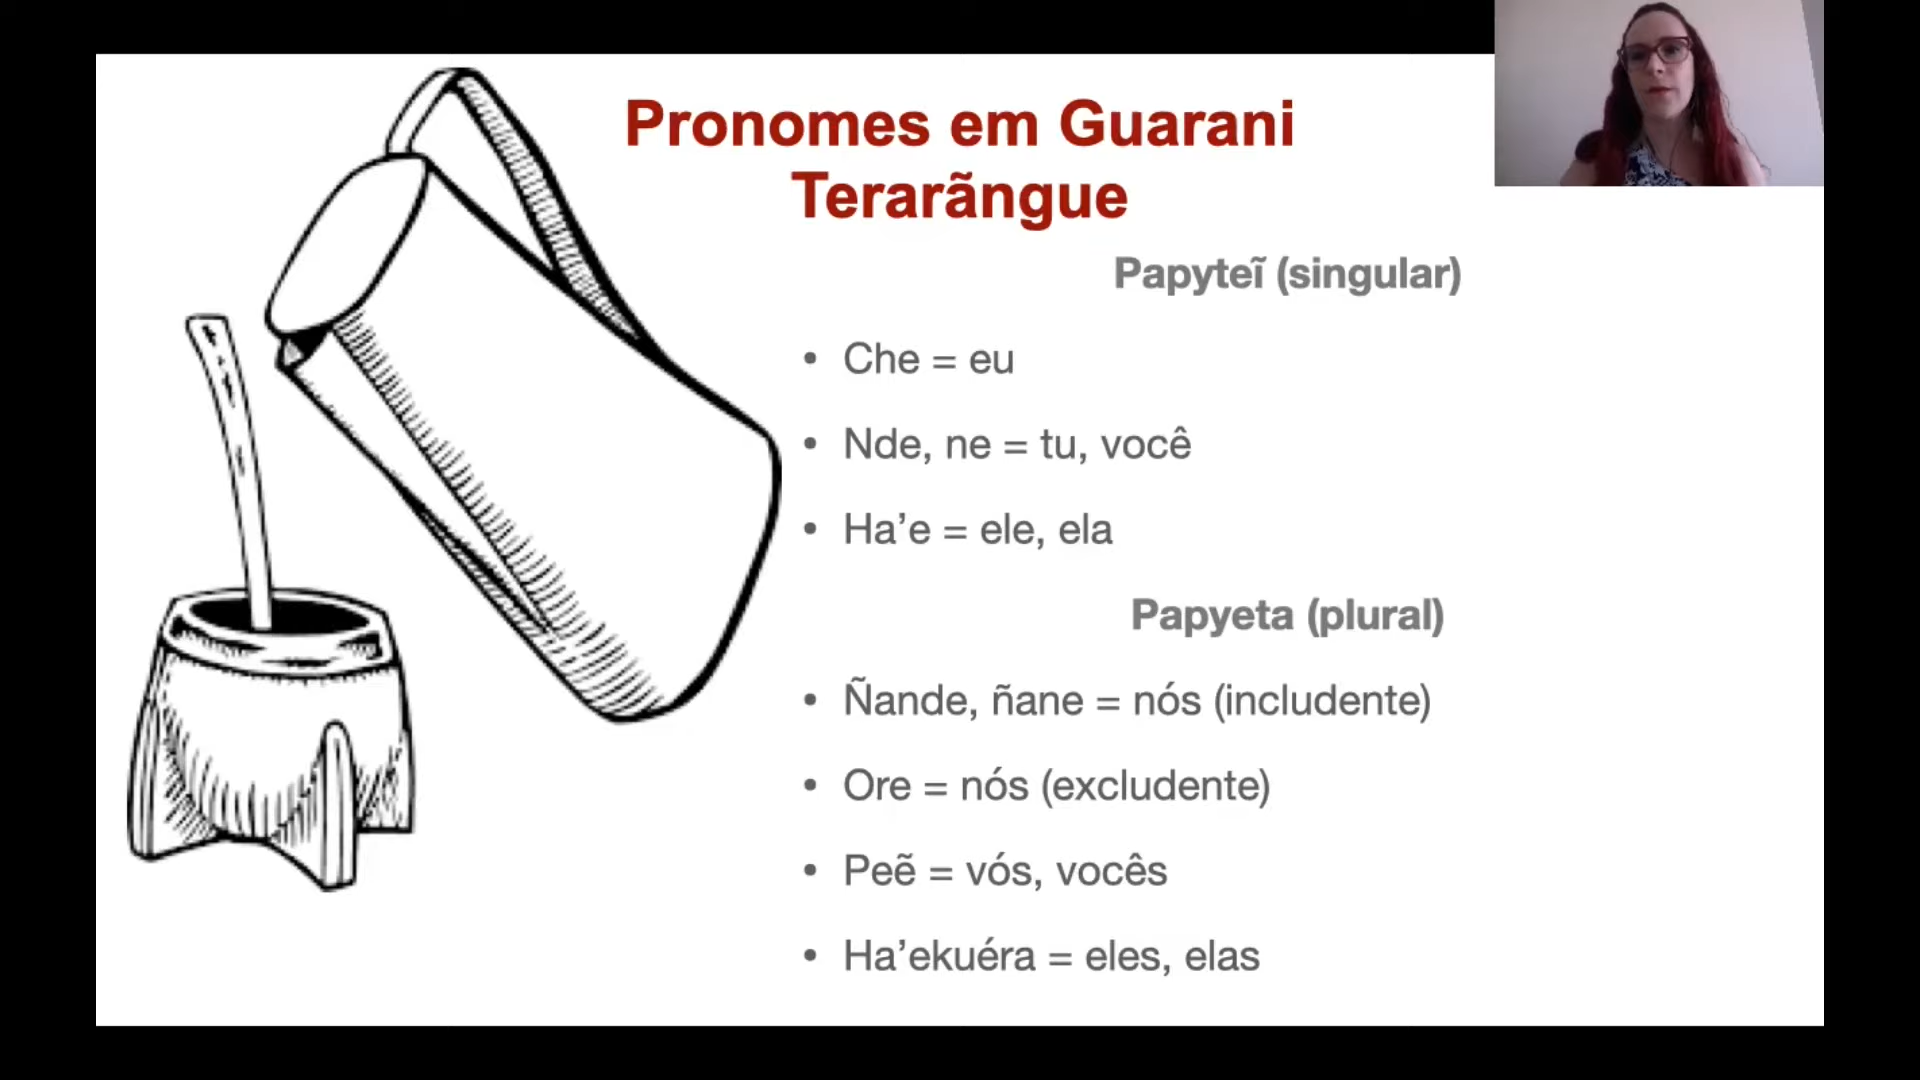 Pronomes em Guarani
Terarãngue
Papyteĩ (singular)
• Che = eu
• Nde, ne = tu, você
• Ha’e = ele, ela
Papyeta (plural)
• Ñande, ñane = nós (includente)
• Ore = nós (excludente)
• Peẽ = vós, vocês
• Ha’ekuéra = eles, elas